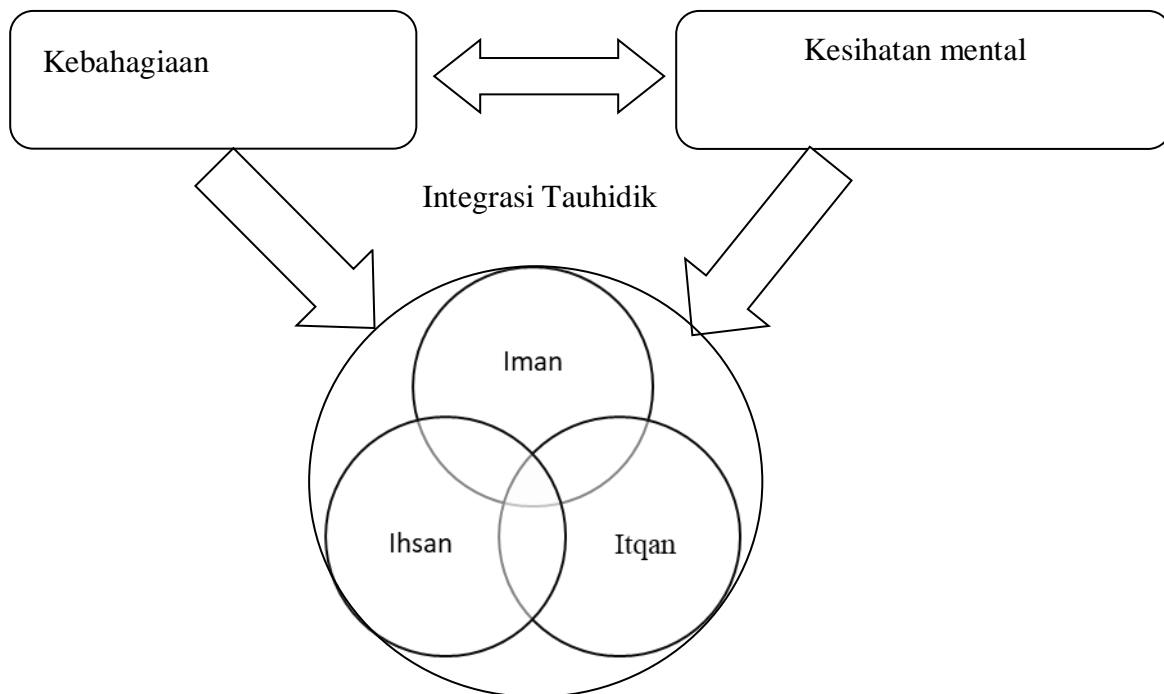 Kebahagiaan
Kesihatan mental
Integrasi Tauhidik
Iman
Ihsan
Itqan